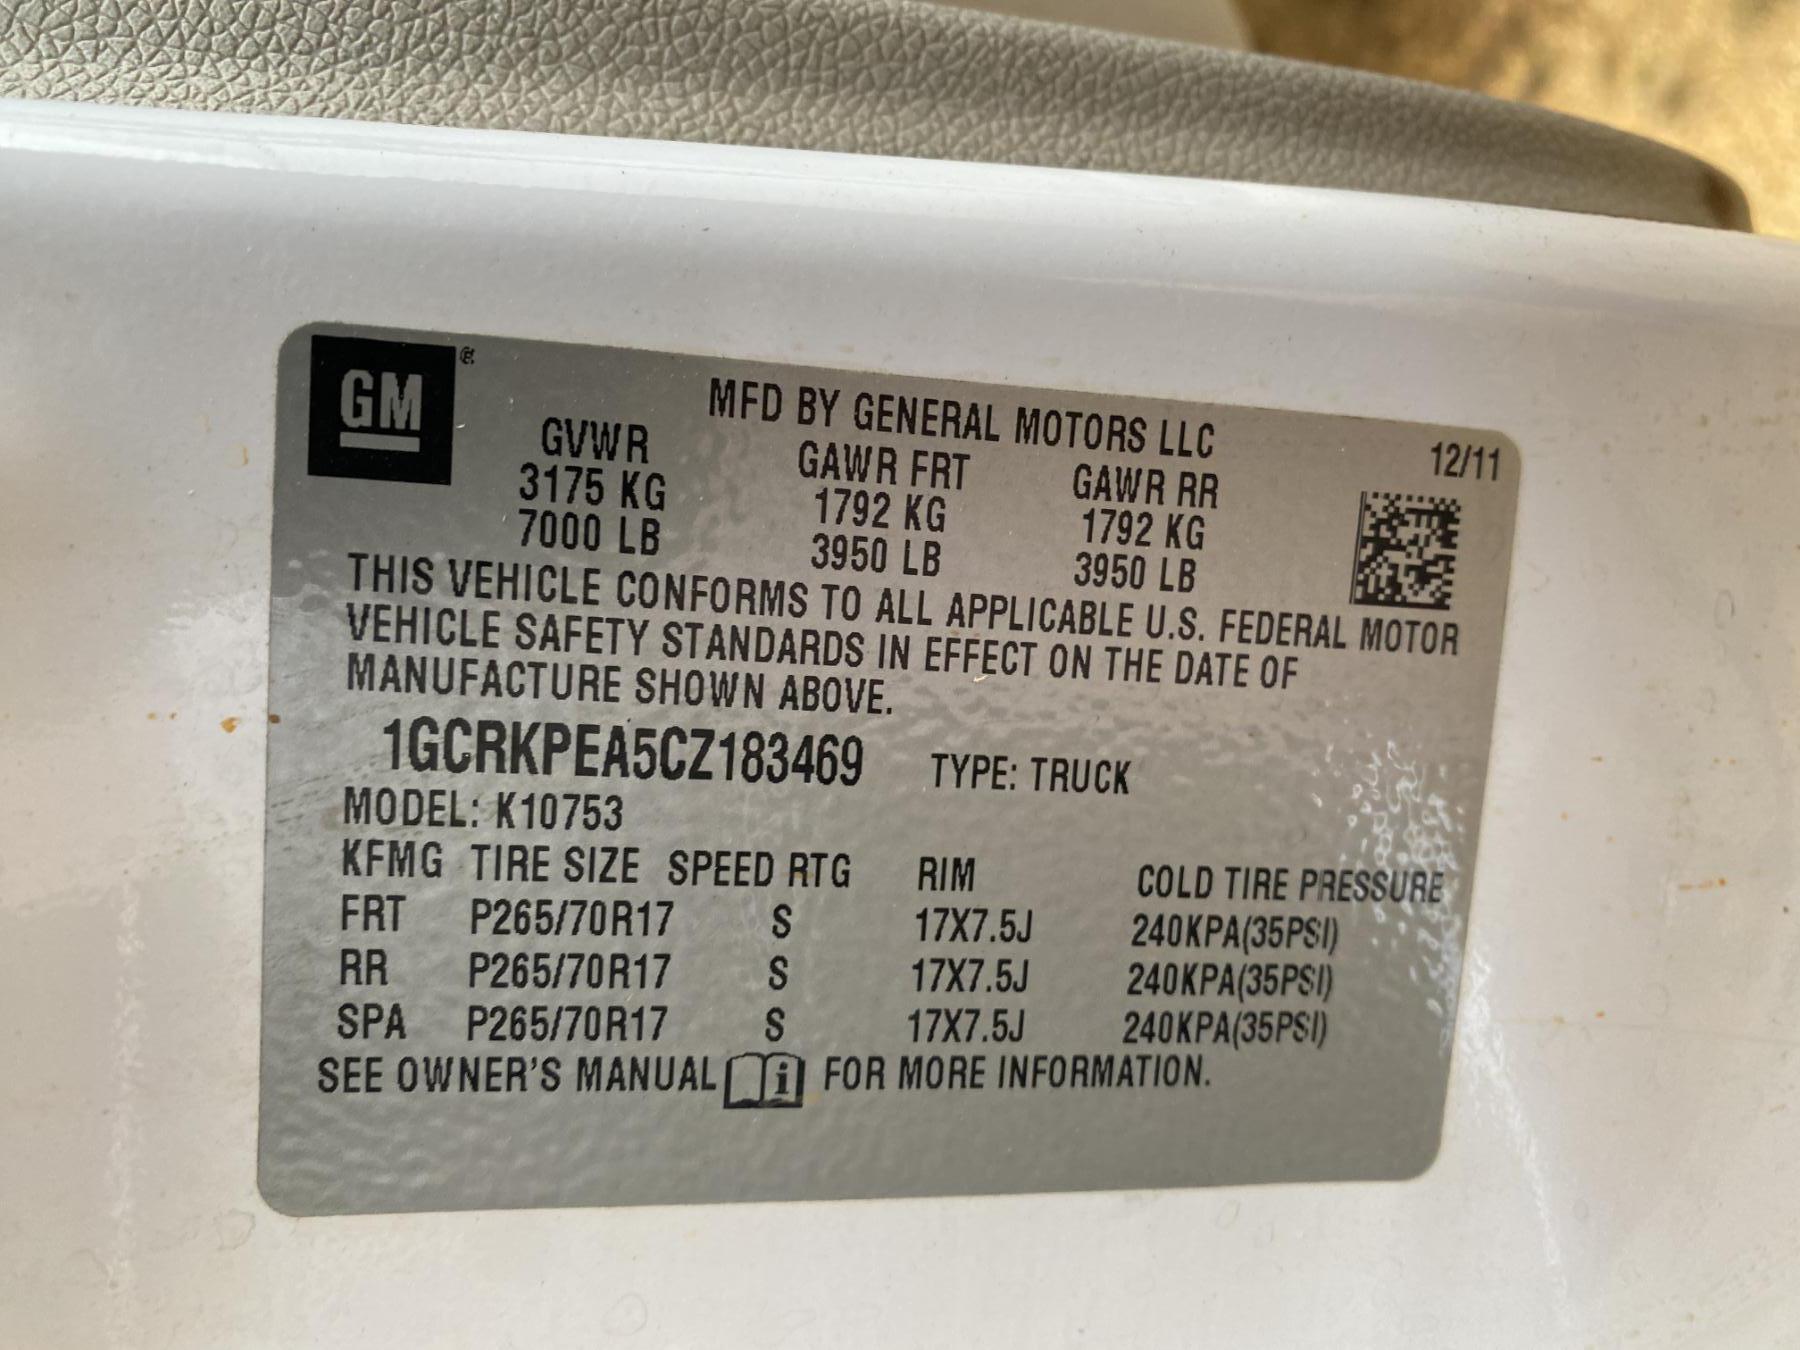 GM ®
MFD BY GENERAL MOTORS LLC
12/11
GVWR GAWR FRT GAWR RR
3175 KG 1792 KG 1792 KG
7000 LB 3950 LB 3950 LB
THIS VEHICLE CONFORMS TO ALL APPLICABLE U.S. FEDERAL MOTOR
VEHICLE SAFETY STANDARDS IN EFFECT ON THE DATE OF
MANUFACTURE SHOWN ABOVE.
1GCRKPEA5CZ183469 TYPE: TRUCK
MODEL: K10753
KFMG TIRE SIZE SPEED RTG RIM COLD TIRE PRESSURE
FRT P265/70R17 S 17X7.5J 240KPA(35PSI)
RR P265/70R17 S 17X7.5J 240KPA(35PSI)
SPA P265/70R17 S 17X7.5J 240KPA(35PSI)
SEE OWNER'S MANUAL i FOR MORE INFORMATION.